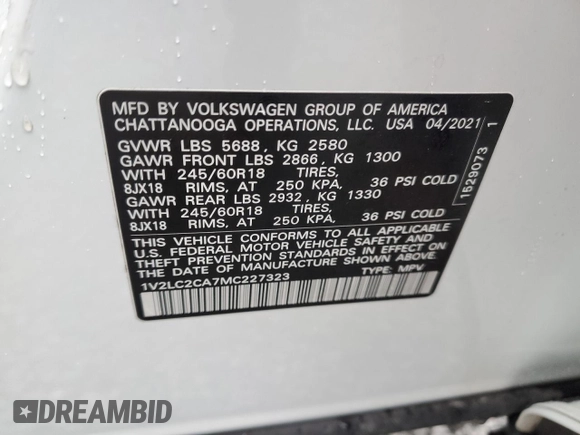 MFD BY VOLKSWAGEN GROUP OF AMERICA
CHATTANOOGA OPERATIONS, LLC. USA 04/2021
GVWR LBS 5688, KG 2580
GAWR FRONT LBS 2866, KG 1300
WITH 245/60R18 TIRES,
8JX18 RIMS, AT 250 KPA, 36 PSI COLD
GAWR REAR LBS 2932, KG 1330
WITH 245/60R18 TIRES,
8JX18 RIMS, AT 250 KPA, 36 PSI COLD
THIS VEHICLE CONFORMS TO ALL APPLICABLE
U.S. FEDERAL MOTOR VEHICLE SAFETY AND
THEFT PREVENTION STANDARDS IN EFFECT ON
THE DATE OF MANUFACTURE SHOWN ABOVE.
1V2LC2CA7MC227323 TYPE: MPV
1629073 1
DREAMBID